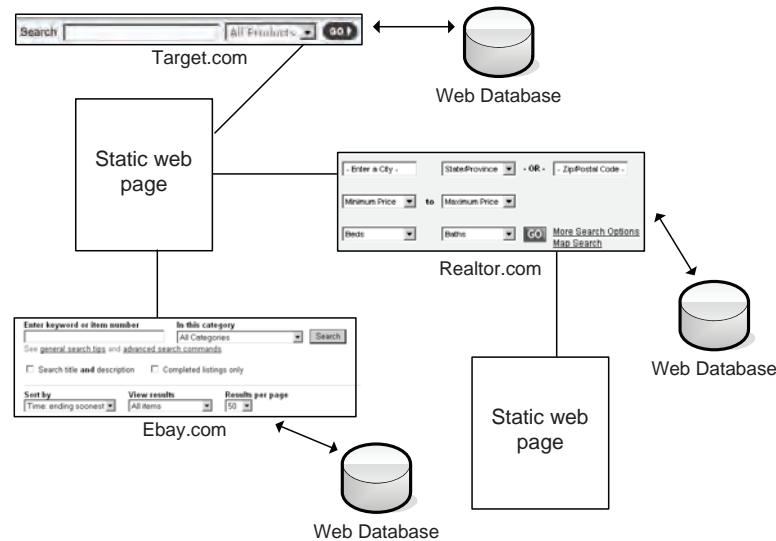 Search All Products GO
Target.com
Web Database
Static web
page
- Enter a City - State/Province - OR - - Zip/Postal Code -
Minimum Price to Maximum Price
Beds Baths GO More Search Options
Map Search
Realtor.com
Web Database
Enter keyword or item number In this category
All Categories Search
See general search tips and advanced search commands
Search title and description Completed listings only
Sort by View results Results per page
Time: ending soonest All items 50
Ebay.com
Web Database
Static web
page